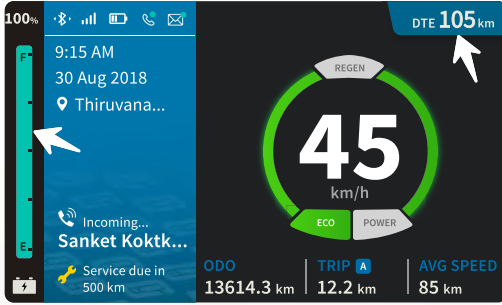 100%
F
E
9:15 AM
30 Aug 2018
Thiruvana...
Incoming...
Sanket Koktk...
Service due in
500 km
DTE 105 km
REGEN
45
km/h
ECO
POWER
ODO
13614.3 km
TRIP A
12.2 km
AVG SPEED
85 km